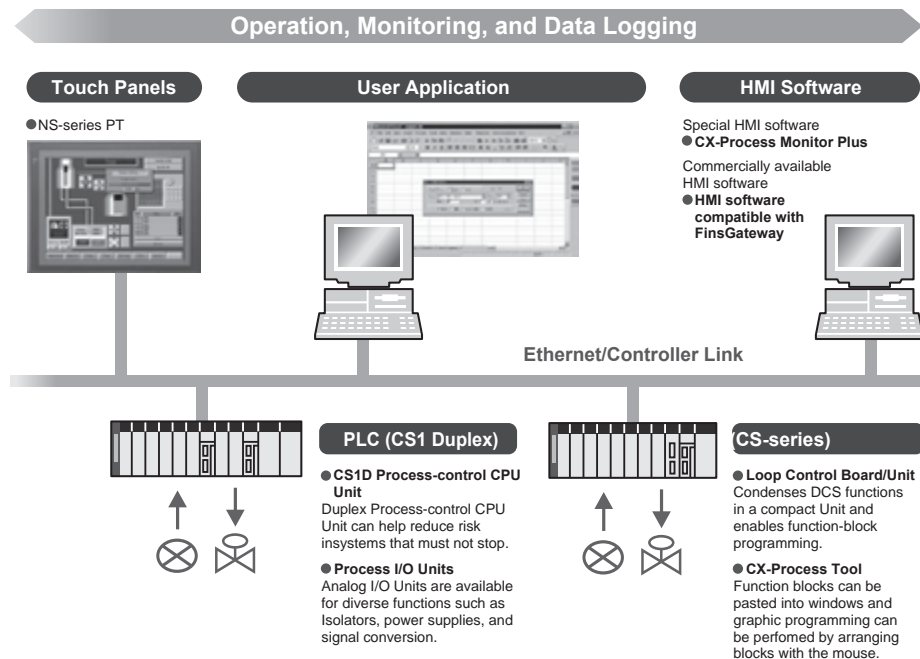 Operation, Monitoring, and Data Logging
Touch Panels
●NS-series PT
User Application
HMI Software
Special HMI software
●CX-Process Monitor Plus
Commercially available
HMI software
●HMI software
compatible with
FinsGateway
Ethernet/Controller Link
PLC (CS1 Duplex)
●CS1D Process-control CPU
Unit
Duplex Process-control CPU
Unit can help reduce risk
insystems that must not stop.
●Process I/O Units
Analog I/O Units are available
for diverse functions such as
Isolators, power supplies, and
signal conversion.
(CS-series)
●Loop Control Board/Unit
Condenses DCS functions
in a compact Unit and
enables function-block
programming.
●CX-Process Tool
Function blocks can be
pasted into windows and
graphic programming can
be perfomed by arranging
blocks with the mouse.